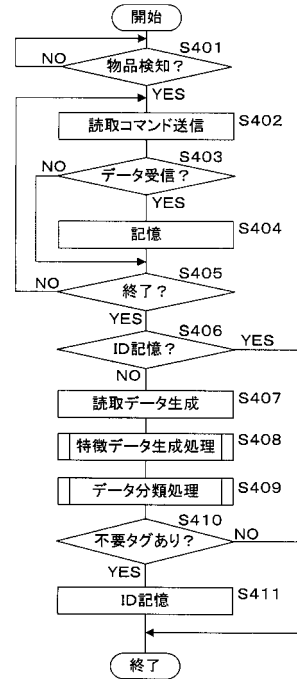 開始
S401
NO
物品検知?
YES
読取コマンド送信
S402
S403
NO
データ受信?
YES
記憶
S404
S405
NO
終了?
YES
S406
YES
ID記憶?
NO
読取データ生成
S407
特徴データ生成処理
S408
データ分類処理
S409
S410
不要タグあり?
NO
YES
ID記憶
S411
終了